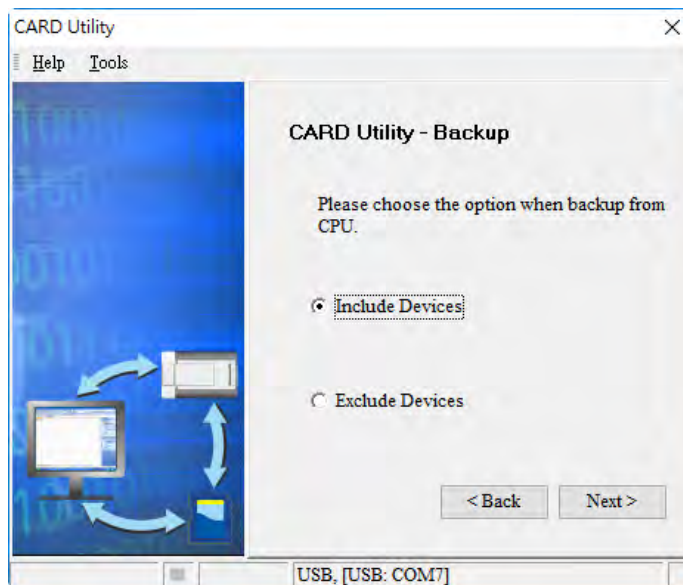 CARD Utility
Help Tools
CARD Utility - Backup
Please choose the option when backup from
CPU.
Include Devices
Exclude Devices
< Back Next >
USB, [USB: COM7]